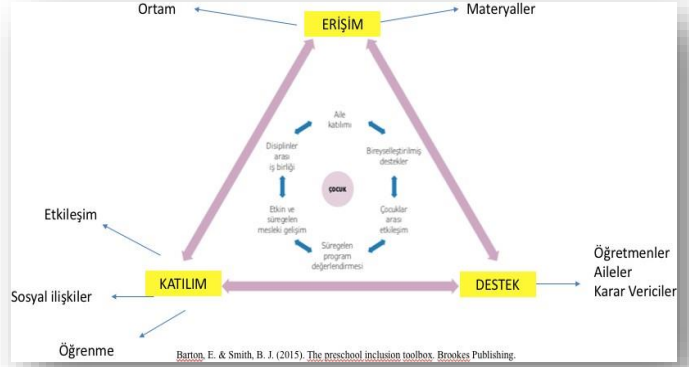 Ortam
Materyaller
ERİŞİM
Aile
katılımı
Disiplinler
arası
iş birliği
Bireyselleştirilmiş
destekler
ÇOCUK
Etkin ve
süregelen
mesleki gelişim
Çocuklar
arası
etkileşim
Süregelen
program
değerlendirmesi
Etkileşim
KATILIM
DESTEK
Öğretmenler
Aileler
Karar Vericiler
Sosyal ilişkiler
Öğrenme
Barton, E. & Smith, B. J. (2015). The preschool inclusion toolbox. Brookes Publishing.